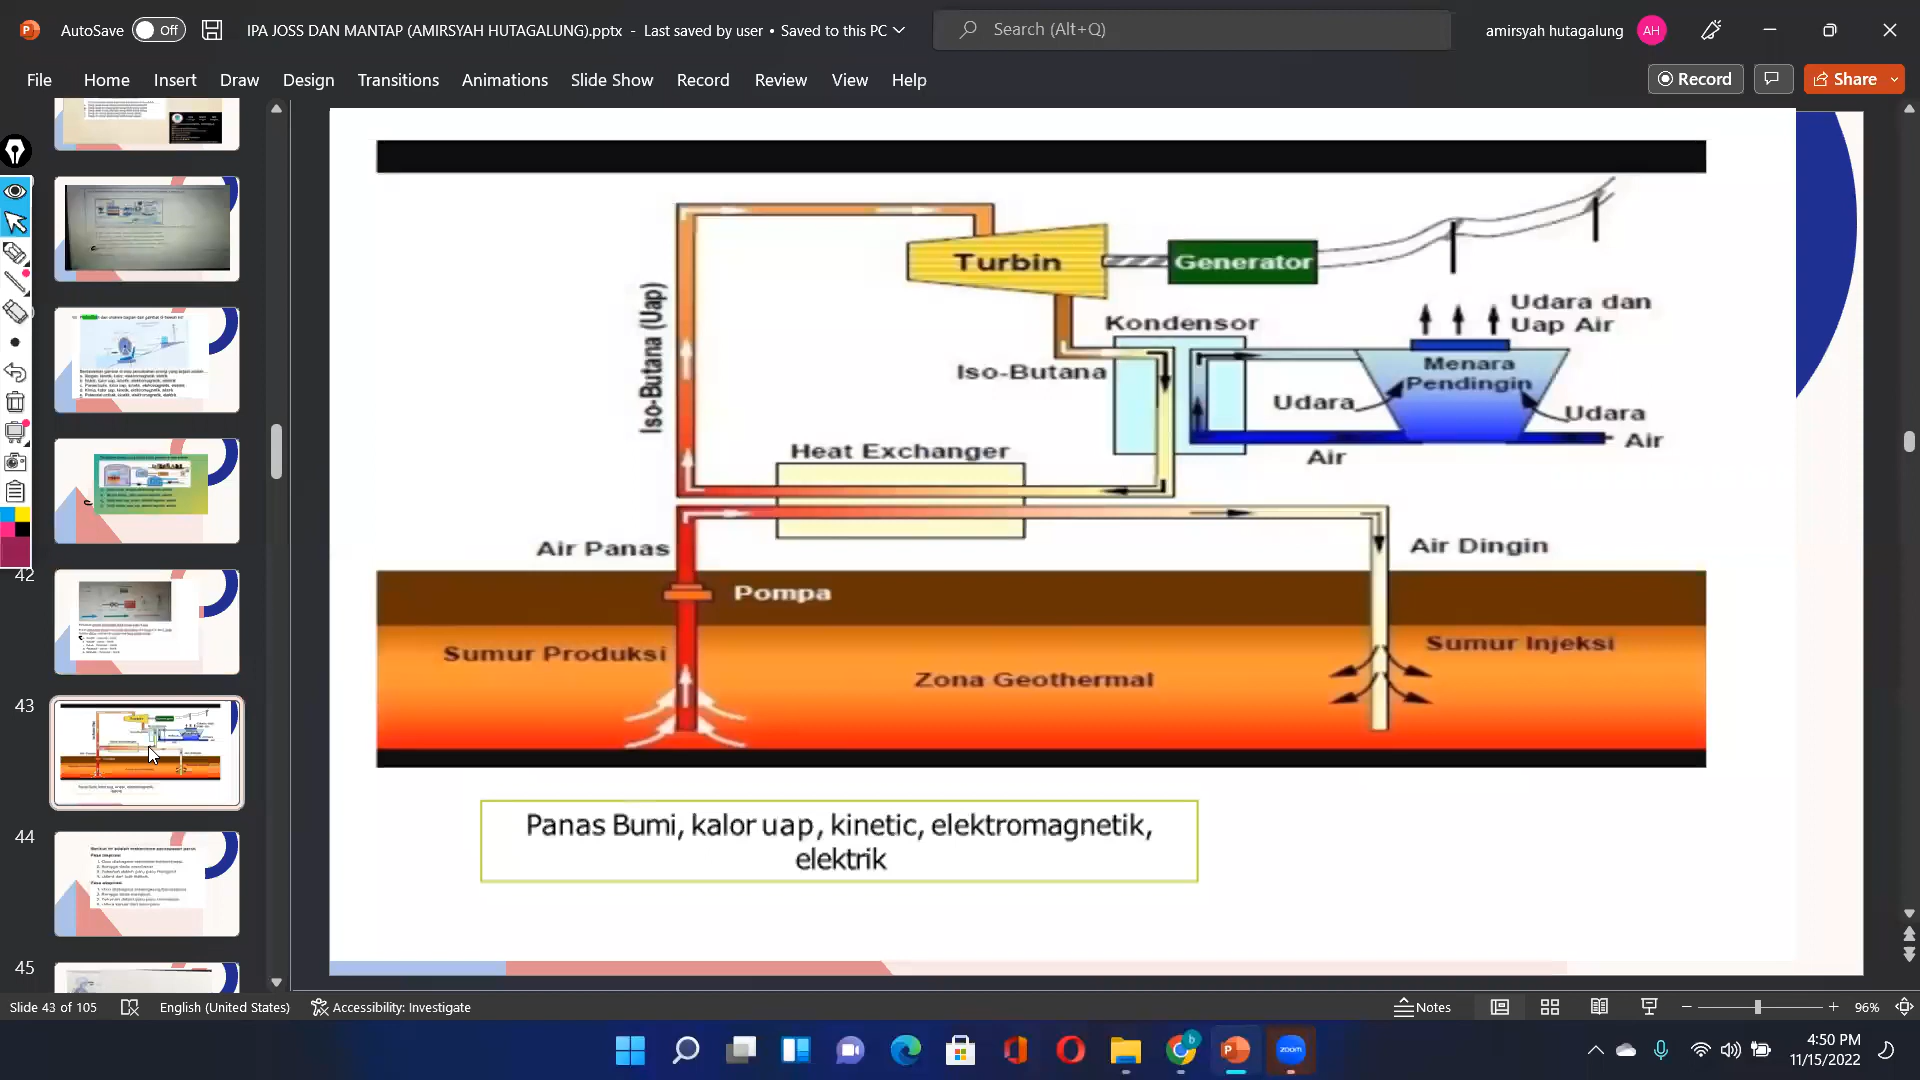 AutoSave Off IPA JOSS DAN MANTAP (AMIRSYAH HUTAGALUNG).pptx - Last saved by user • Saved to this PC Search (Alt+Q) amirsyah hutagalung AH
File Home Insert Draw Design Transitions Animations Slide Show Record Review View Help Record Share
Turbin
Generator
Iso-Butana (Uap)
Udara dan
Uap Air
Kondensor
Iso-Butana
Menara
Pendingin
Udara
Udara
Air
Air
Heat Exchanger
Air Panas
Air Dingin
Pompa
Sumur Produksi
Zona Geothermal
Sumur Injeksi
Panas Bumi, kalor uap, kinetic, elektromagnetik,
elektrik
42
43
44
45
Slide 43 of 105 English (United States) Accessibility: Investigate Notes 96%
zoom
4:50 PM
11/15/2022